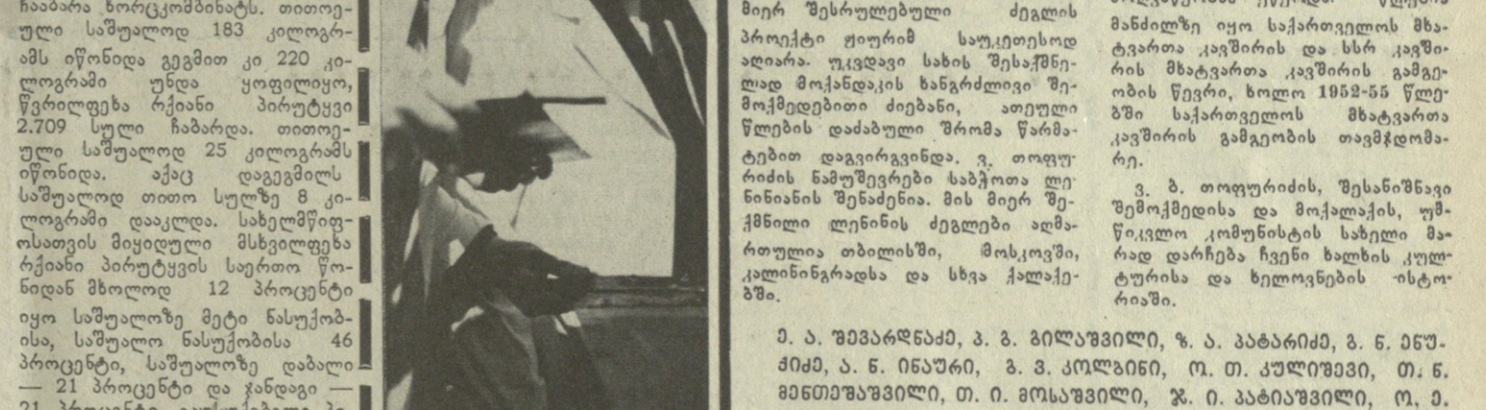 ჩააბარა ხორცკომბინატს. თითოე-
ული საშუალოდ 183 კილოგრ-
ამს იწონიდა გეგმით კი 220 კი-
ლოგრამი უნდა ყოფილიყო,
წვრილფეხა რქიანი პირუტყვი
2.709 სული ჩაბარდა. თითოე-
ული საშუალოდ 25 კილოგრამს
იწონიდა. აქაც დაგეგმილს
საშუალოდ თითო სულზე 8 კი-
ლოგრამი დააკლდა. სახელმწიფ-
ოსათვის მიყიდული მსხვილფეხა
რქიანი პირუტყვის საერთო წო-
ნიდან მხოლოდ 12 პროცენტი
იყო საშუალოზე მეტი ნასუქობ-
ისა, საშუალო ნასუქობისა 46
პროცენტი, საშუალოზე დაბალი
— 21 პროცენტი და ჯანდაგი —
21 პროცენტი.
მიერ შესრულებული ძეგლის
პროექტი ჟიურიმ საუკეთესოდ
აღიარა. უკვდავი სახის შესაქმნე-
ლად მოქანდაკის ხანგრძლივი შე-
მოქმედებითი ძიებანი, ათეული
წლების დაძაბული შრომა წარმა-
ტებით დაგვირგვინდა. ვ. თოფუ-
რიძის ნამუშევრები საბჭოთა ლე-
ნინიანის შენაძენია. მის მიერ შე-
ქმნილი ლენინის ძეგლები აღმა-
რთულია თბილისში, მოსკოვში,
კალინინგრადსა და სხვა ქალაქე-
ბში.
მანძილზე იყო საქართველოს მხა-
ტვართა კავშირის და სსრ კავში-
რის მხატვართა კავშირის გამგე-
ობის წევრი, ხოლო 1952-55 წლე-
ბში საქართველოს მხატვართა
კავშირის გამგეობის თავმჯდომა-
რე.
ვ. ბ. თოფურიძის, შესანიშნავი
შემოქმედისა და მოქალაქის, უმ-
წიკვლო კომუნისტის სახელი მა-
რად დარჩება ჩვენი ხალხის კულ-
ტურისა და ხელოვნების ისტო-
რიაში.
ე. ა. შევარდნაძე, პ. გ. გილაშვილი, ზ. ა. პატარიძე, გ. ნ. ენუ-
ქიძე, ა. ნ. ინაური, გ. ვ. კოლბინი, ო. თ. კულიშევი, თ. ნ.
მენთეშაშვილი, თ. ი. მოსაშვილი, ჯ. ი. პატიაშვილი, ო. ე.